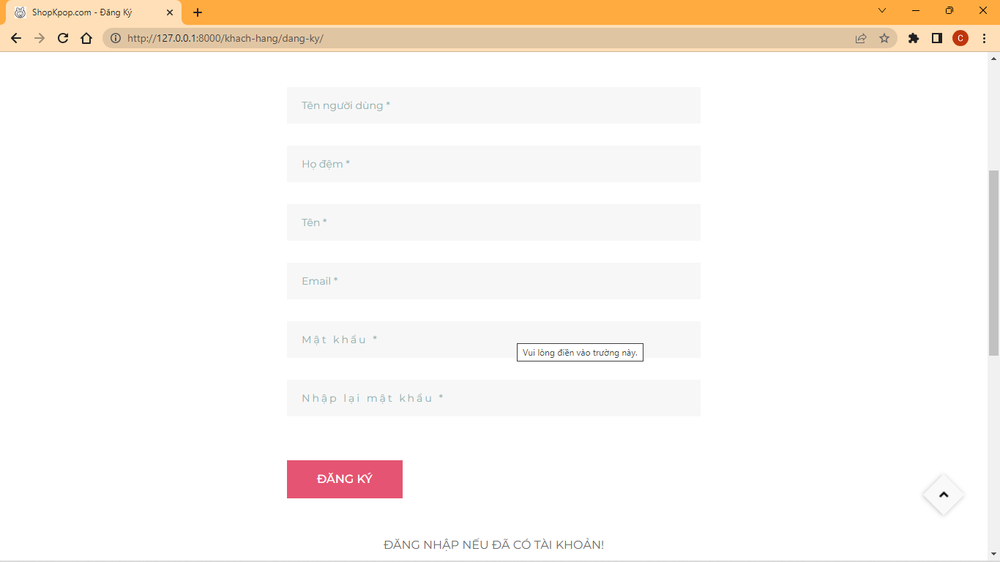 ShopKpop.com - Đăng Ký
http://127.0.0.1:8000/khach-hang/dang-ky/
C
Tên người dùng *
Họ đệm *
Tên *
Email *
Mật khẩu *
Vui lòng điền vào trường này.
Nhập lại mật khẩu *
ĐĂNG KÝ
ĐĂNG NHẬP NẾU ĐÃ CÓ TÀI KHOẢN!